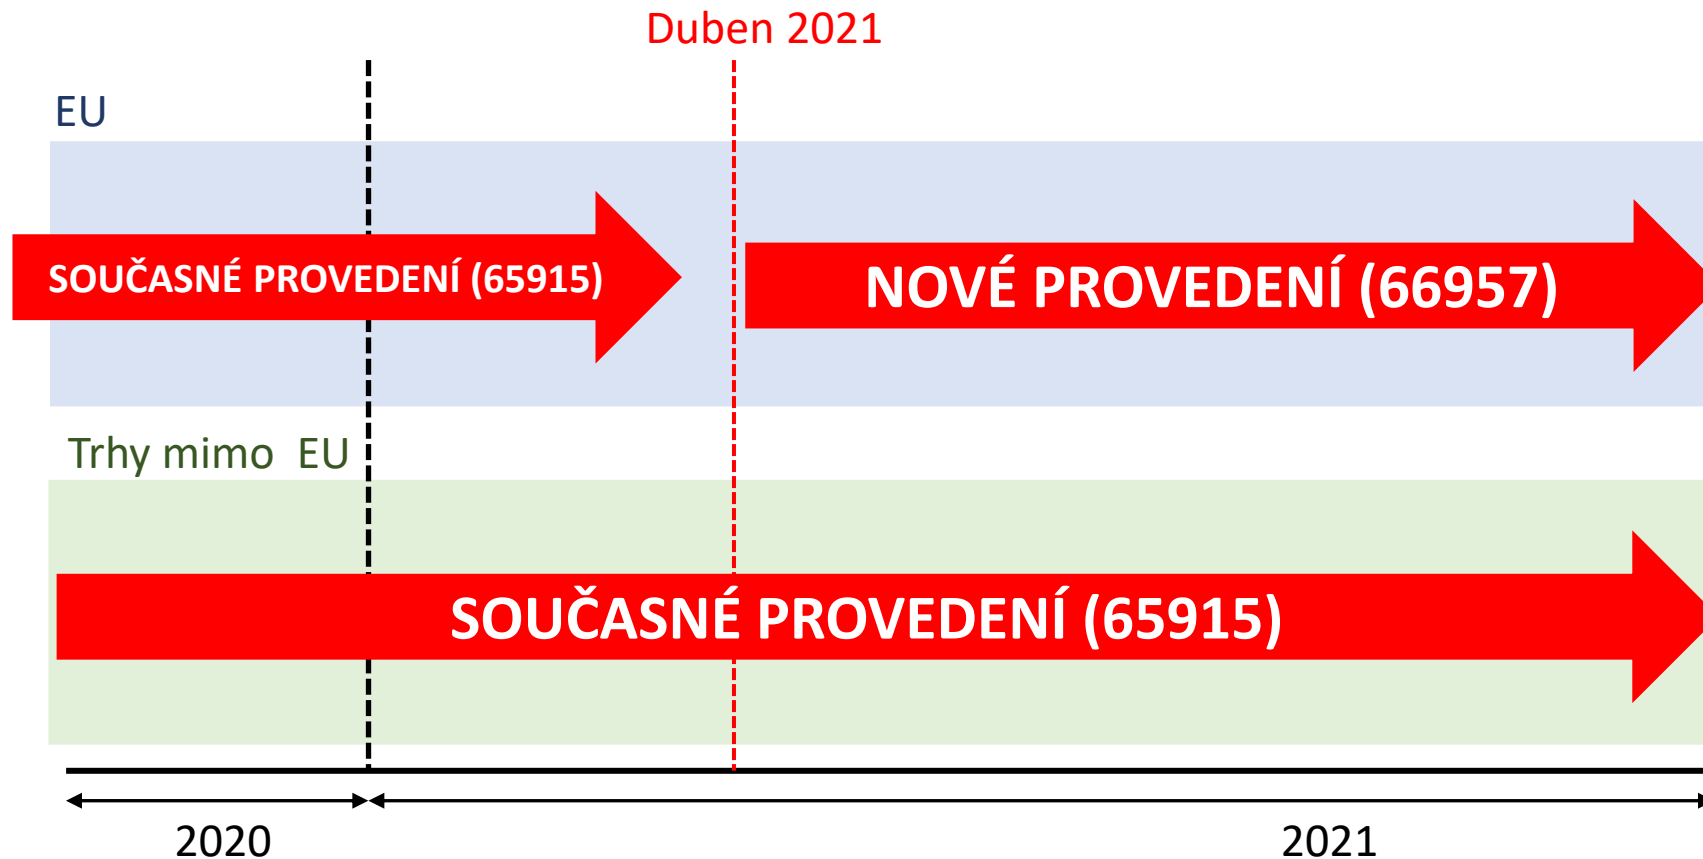 Duben 2021
EU
SOUČASNÉ PROVEDENÍ (65915)
NOVÉ PROVEDENÍ (66957)
Trhy mimo  EU
SOUČASNÉ PROVEDENÍ (65915)
2020
2021